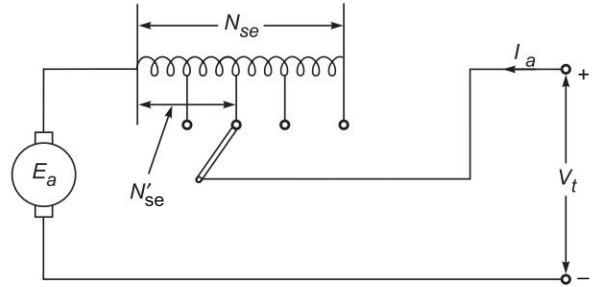 N_se
I_a
+
E_a
N'_se
V_t
–